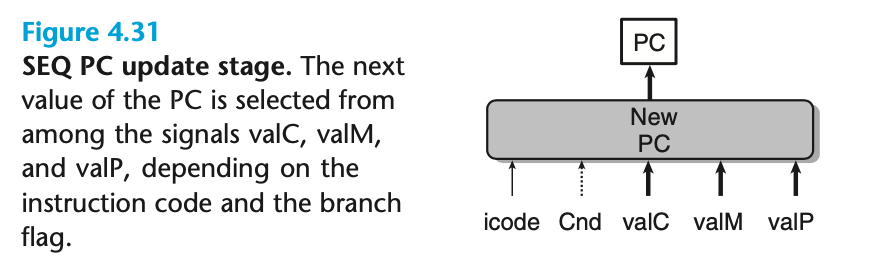 Figure 4.31
SEQ PC update stage. The next
value of the PC is selected from
among the signals valC, valM,
and valP, depending on the
instruction code and the branch
flag.
PC
New
PC
icode Cnd valC valM valP